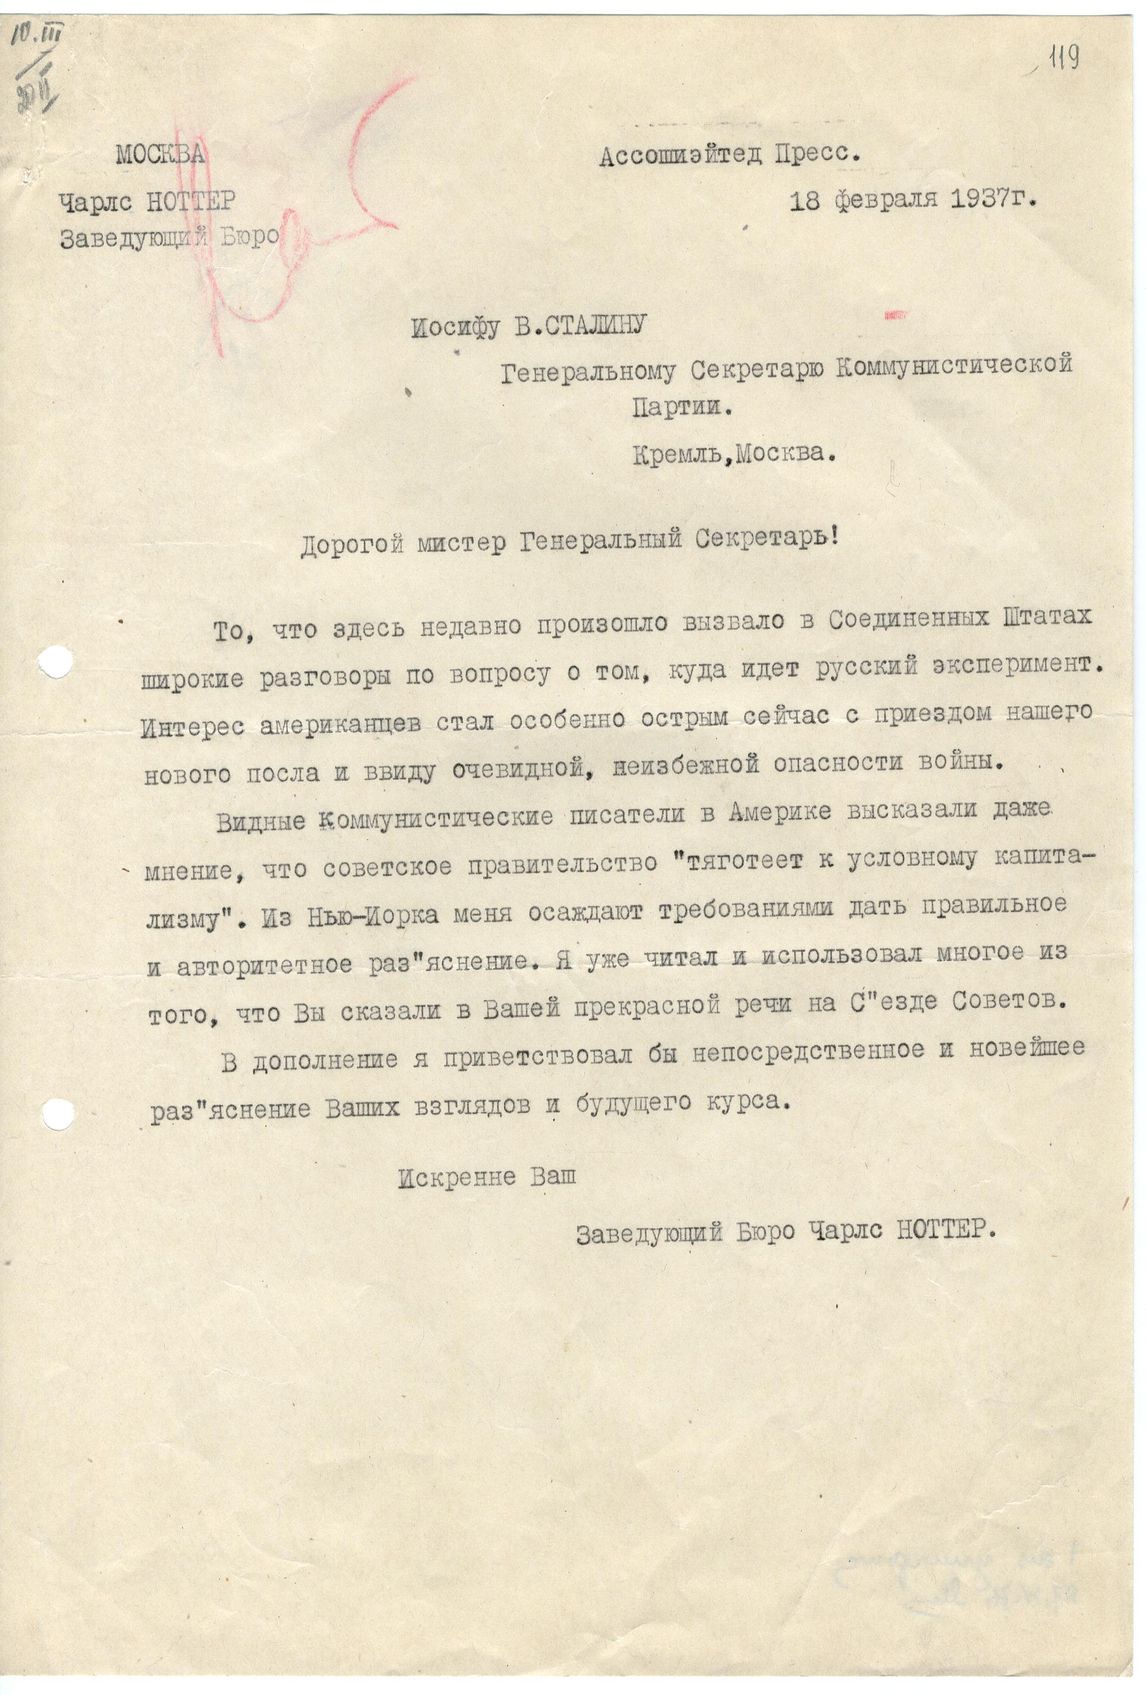 10.III
119
МОСКВА
Ассошиэйтед Пресс.
Чарлс НОТТЕР
18 февраля 1937г.
Заведующий Бюро
Иосифу В.СТАЛИНУ
Генеральному Секретарю Коммунистической
Партии.
Кремль,Москва.
Дорогой мистер Генеральный Секретарь!
То, что здесь недавно произошло вызвало в Соединенных Штатах
широкие разговоры по вопросу о том, куда идет русский эксперимент.
Интерес американцев стал особенно острым сейчас с приездом нашего
нового посла и ввиду очевидной, неизбежной опасности войны.
Видные Коммунистические писатели в Америке высказали даже
мнение, что советское правительство "тяготеет к условному капита-
лизму". Из Нью-Иорка меня осаждают требованиями дать правильное
и авторитетное раз"яснение. Я уже читал и использовал многое из
того, что Вы сказали в Вашей прекрасной речи на С"езде Советов.
В дополнение я приветствовал бы непосредственное и новейшее
раз"яснение Ваших взглядов и будущего курса.
Искренне Ваш
Заведующий Бюро Чарлс НОТТЕР.